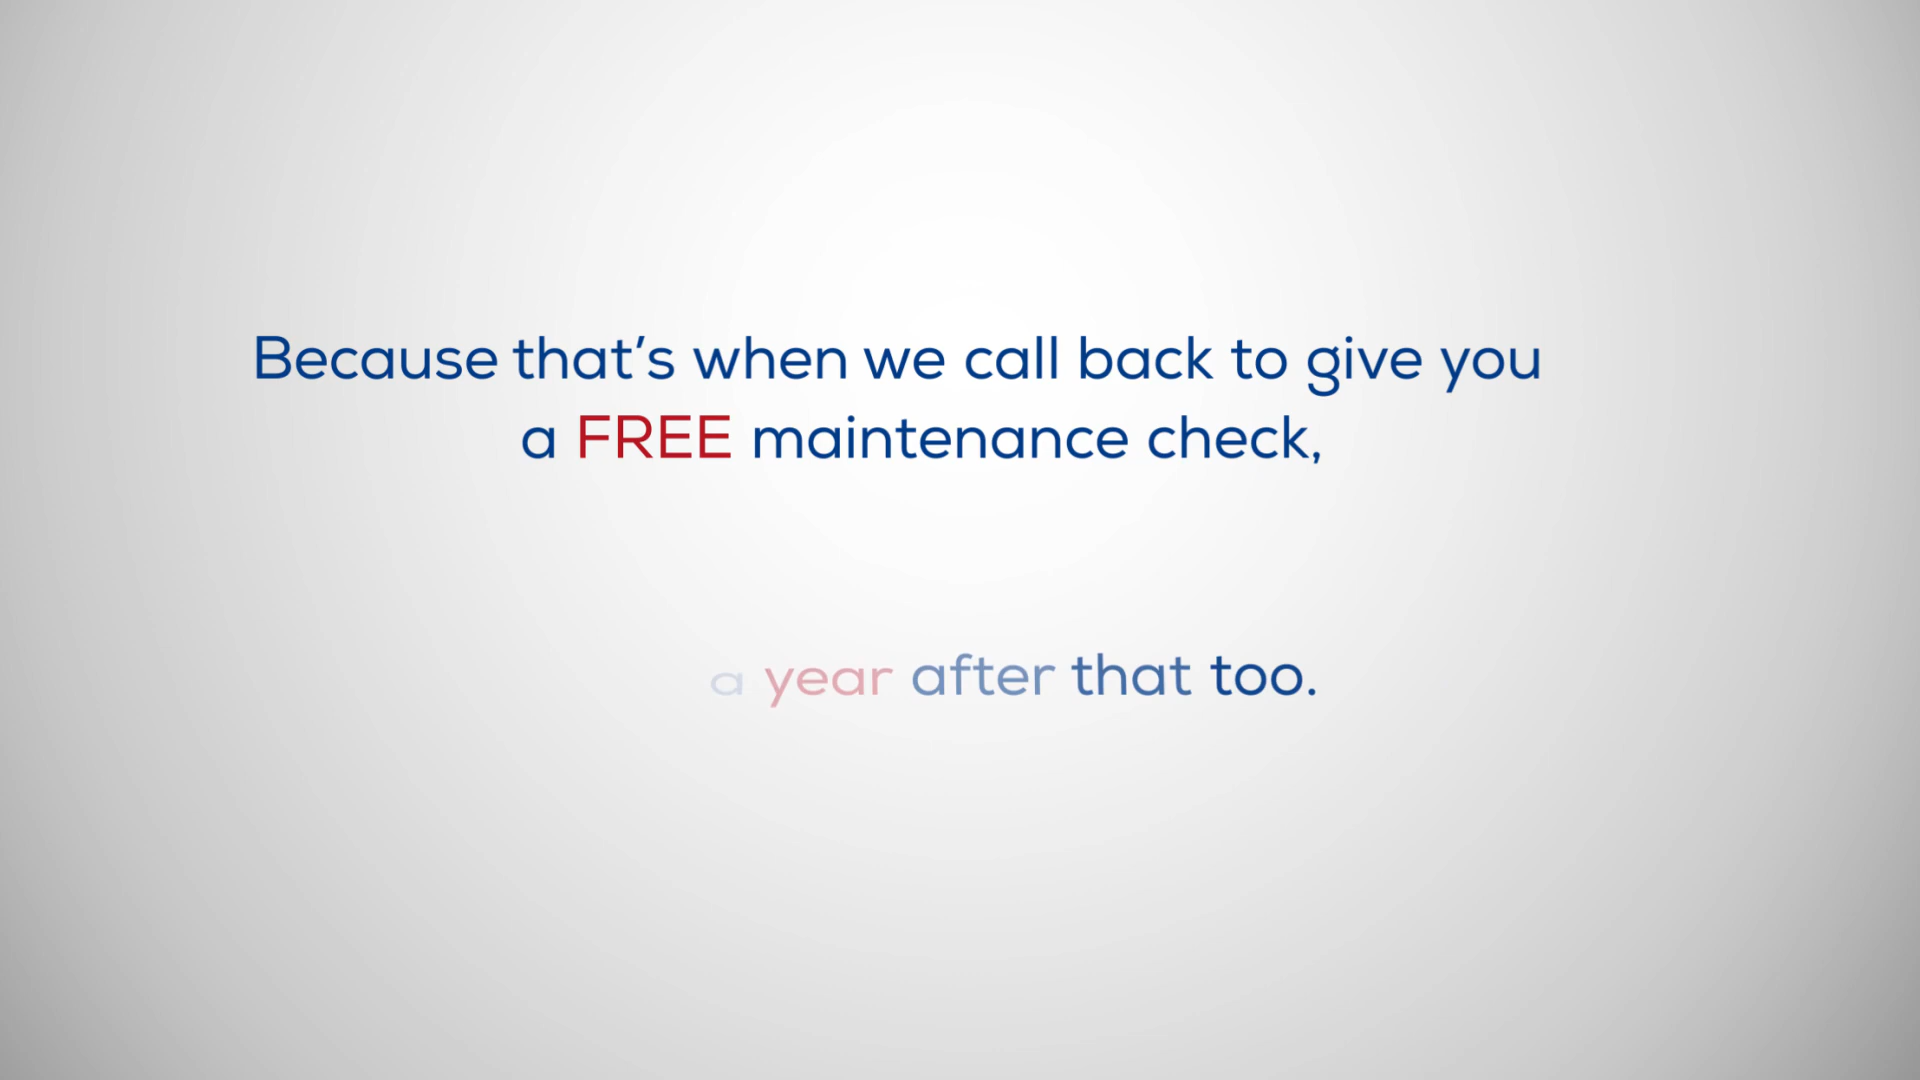 Because that’s when we call back to give you
a FREE maintenance check,
a year after that too.